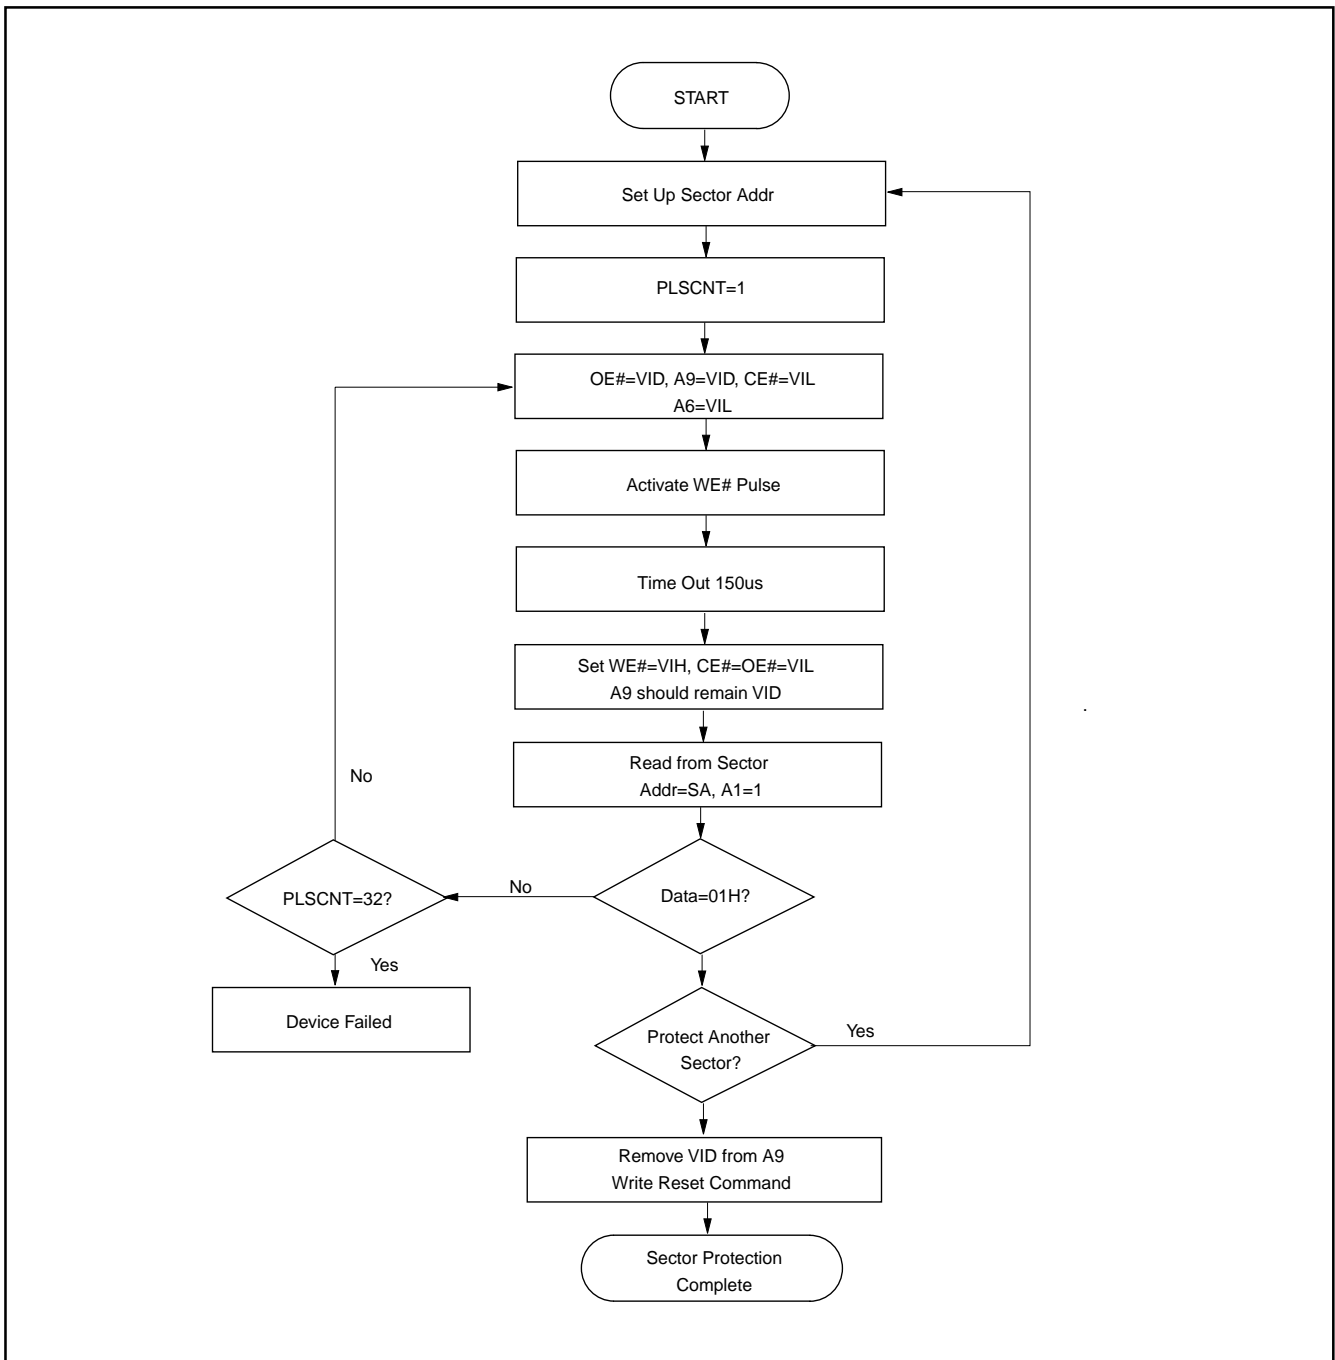 START
Set Up Sector Addr
PLSCNT=1
OE#=VID, A9=VID, CE#=VIL
A6=VIL
Activate WE# Pulse
Time Out 150us
Set WE#=VIH, CE#=OE#=VIL
A9 should remain VID
Read from Sector
Addr=SA, A1=1
No
Data=01H?
No
PLSCNT=32?
Yes
Device Failed
Protect Another
Sector?
Yes
Remove VID from A9
Write Reset Command
Sector Protection
Complete
.